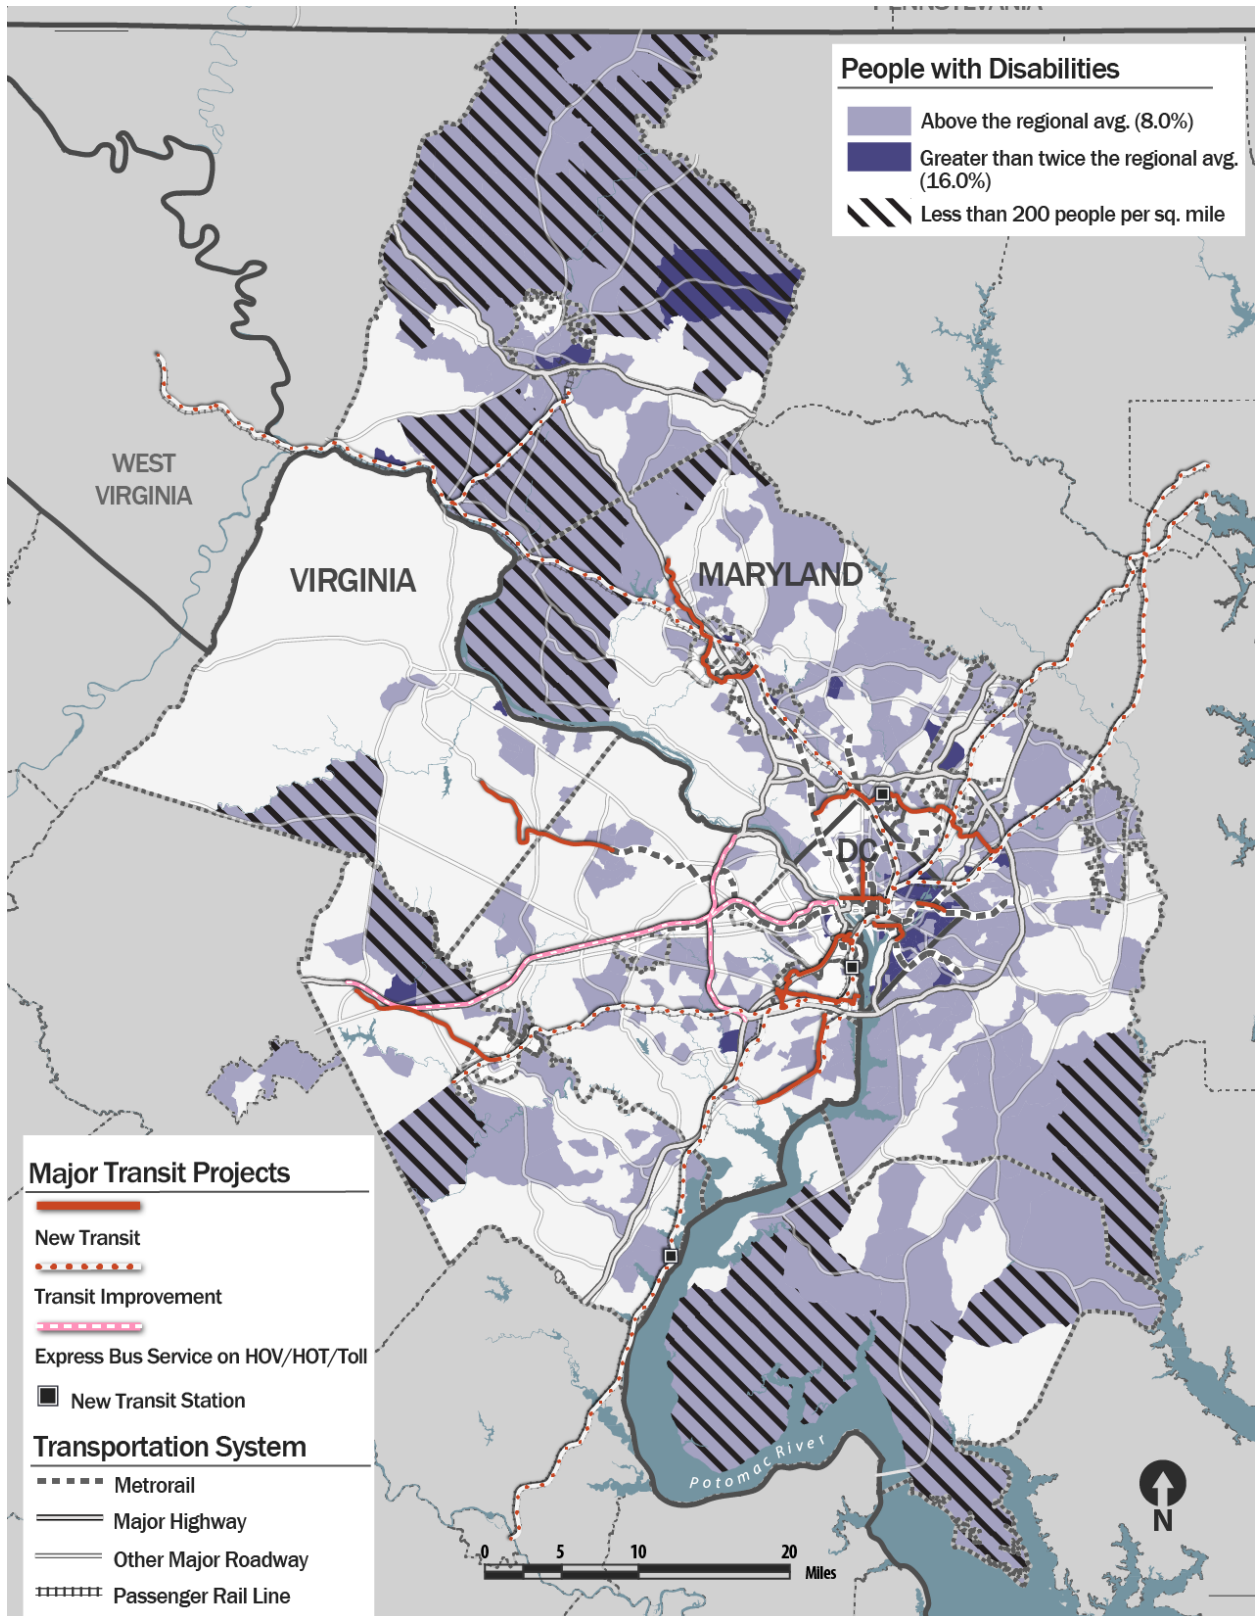 PENNSYLVANIA
People with Disabilities
Above the regional avg. (8.0%)
Greater than twice the regional avg.
(16.0%)
Less than 200 people per sq. mile
WEST
VIRGINIA
VIRGINIA
MARYLAND
DC
Major Transit Projects
New Transit
Transit Improvement
Express Bus Service on HOV/HOT/Toll
New Transit Station
Transportation System
Metrorail
Major Highway
Other Major Roadway
Passenger Rail Line
Potomac River
N
0 5 10 20
Miles